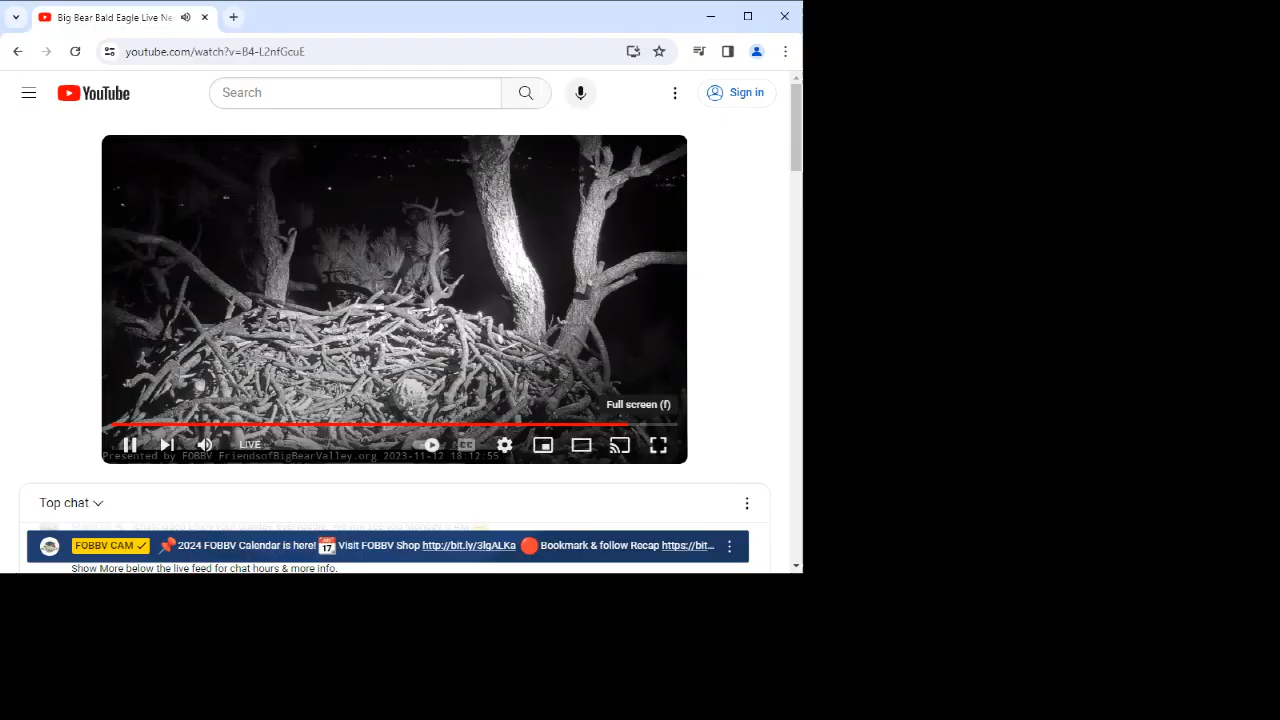 Big Bear Bald Eagle Live Ne
youtube.com/watch?v=B4-L2nfGcuE
YouTube
Search
Sign in
Full screen (f)
LIVE
CC
Presented by FOBBV FriendsofBigBearValley.org 2023-11-12 18:12:55
Top chat
FOBBV CAM 2024 FOBBV Calendar is here! Visit FOBBV Shop http://bit.ly/3lgALKa Bookmark & follow Recap https://bit...
Show More below the live feed for chat hours & more info.